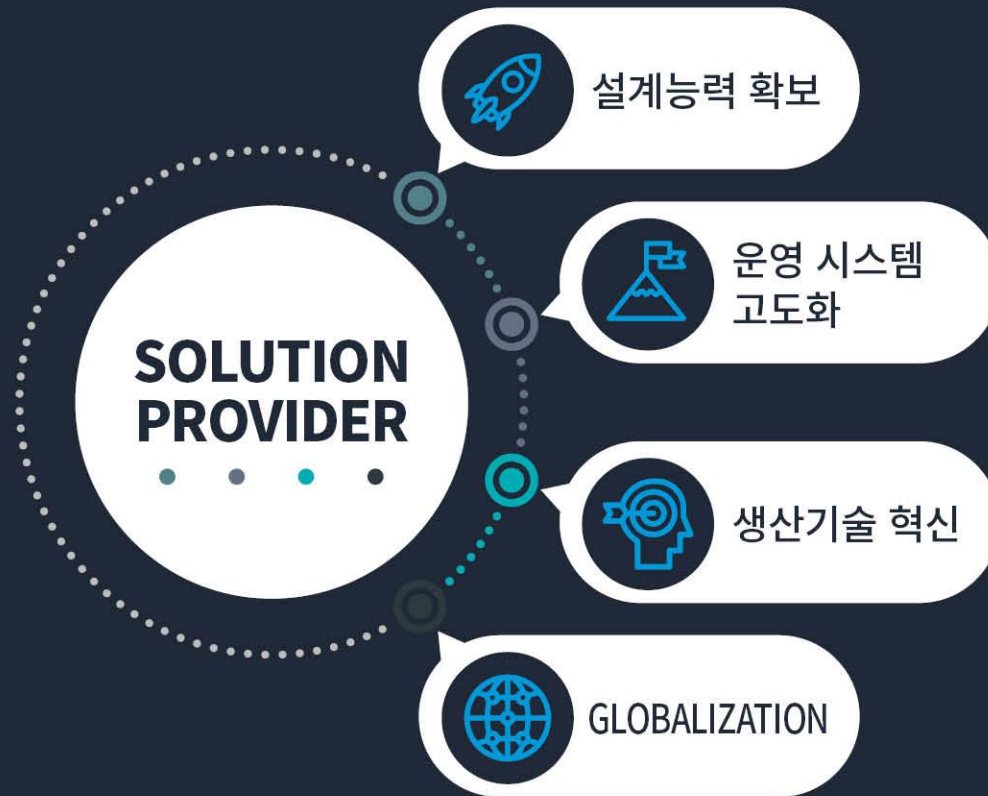 SOLUTION
PROVIDER
설계능력 확보
운영 시스템
고도화
생산기술 혁신
GLOBALIZATION